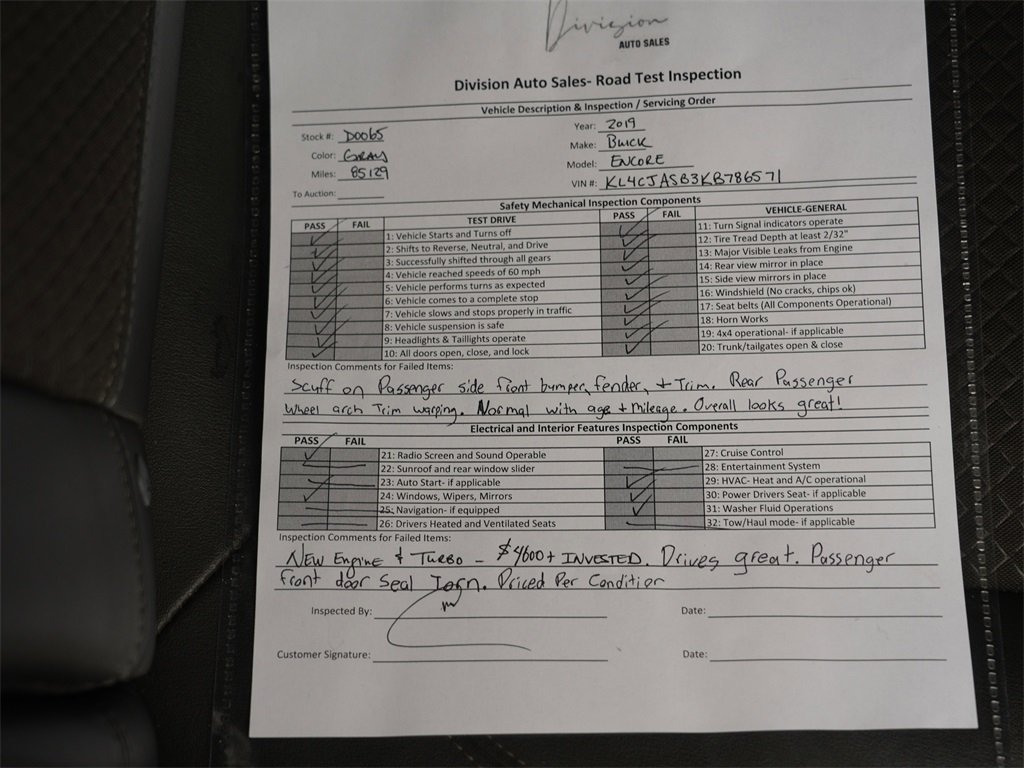 Division
AUTO SALES
Division Auto Sales- Road Test Inspection
Vehicle Description & Inspection / Servicing Order
Stock #: D0065
Year: 2019
Color: GRAY
Make: Buick
Miles: 85129
Model: ENCORE
To Auction:
VIN #: KL4CJASB3KB786571
Safety Mechanical Inspection Components
PASS FAIL TEST DRIVE PASS FAIL VEHICLE-GENERAL
1: Vehicle Starts and Turns off
11: Turn Signal indicators operate
2: Shifts to Reverse, Neutral, and Drive
12: Tire Tread Depth at least 2/32"
3: Successfully shifted through all gears
13: Major Visible Leaks from Engine
4: Vehicle reached speeds of 60 mph
14: Rear view mirror in place
5: Vehicle performs turns as expected
15: Side view mirrors in place
6: Vehicle comes to a complete stop
16: Windshield (No cracks, chips ok)
7: Vehicle slows and stops properly in traffic
17: Seat belts (All Components Operational)
8: Vehicle suspension is safe
18: Horn Works
9: Headlights & Taillights operate
19: 4x4 operational- if applicable
10: All doors open, close, and lock
20: Trunk/tailgates open & close
Inspection Comments for Failed Items:
Scuff on Passenger side front bumper, fender, + Trim. Rear Passenger
Wheel arch Trim warping. Normal with age + mileage. Overall looks great!
Electrical and Interior Features Inspection Components
PASS FAIL PASS FAIL
21: Radio Screen and Sound Operable
27: Cruise Control
22: Sunroof and rear window slider
28: Entertainment System
23: Auto Start- if applicable
29: HVAC- Heat and A/C operational
24: Windows, Wipers, Mirrors
30: Power Drivers Seat- if applicable
25: Navigation- if equipped
31: Washer Fluid Operations
26: Drivers Heated and Ventilated Seats
32: Tow/Haul mode- if applicable
Inspection Comments for Failed Items:
New Engine & Turbo - $4600+ INVESTED. Drives great. Passenger
front door Seal Torn. Priced Per Condition
Inspected By: Date:
Customer Signature: Date: